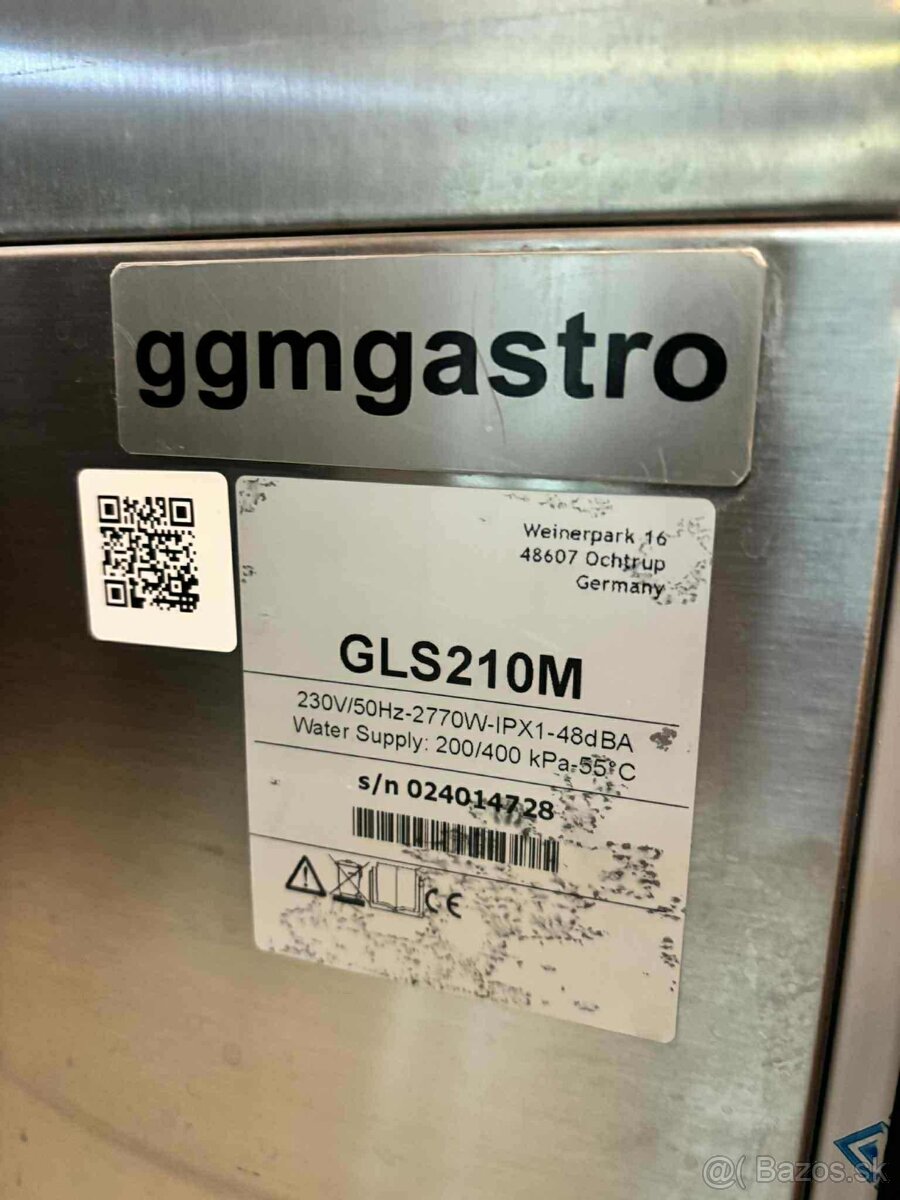 ggmgastro
Weinerpark 16
48607 Ochtrup
Germany
GLS210M
230V/50Hz-2770W-IPX1-48dBA
Water Supply: 200/400 kPa-55°C
s/n 024014728
CE
@( Bazos.sk